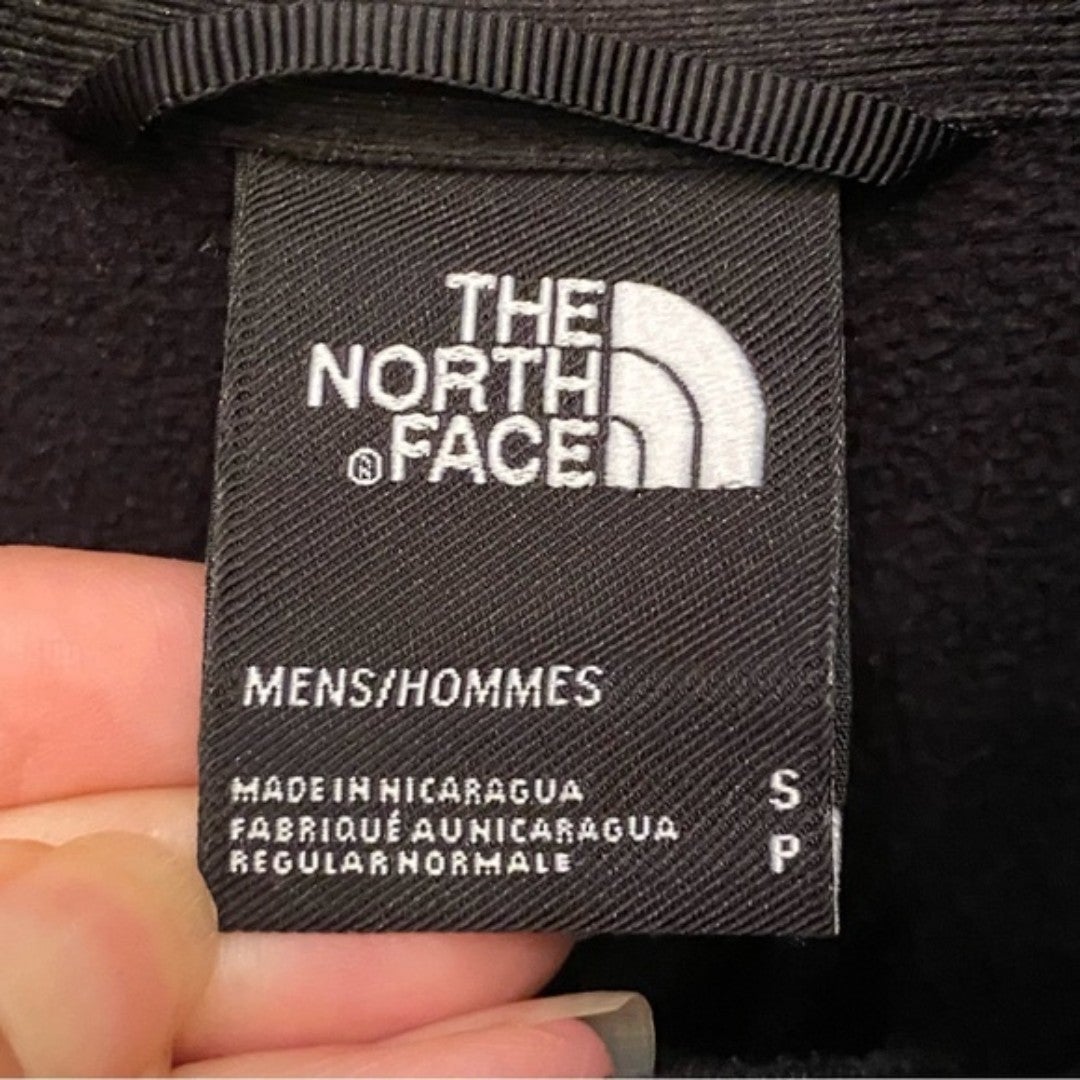 THE
NORTH
®FACE
MENS/HOMMES
MADE IN NICARAGUA S
FABRIQUÉ AU NICARAGUA
REGULAR NORMALE P